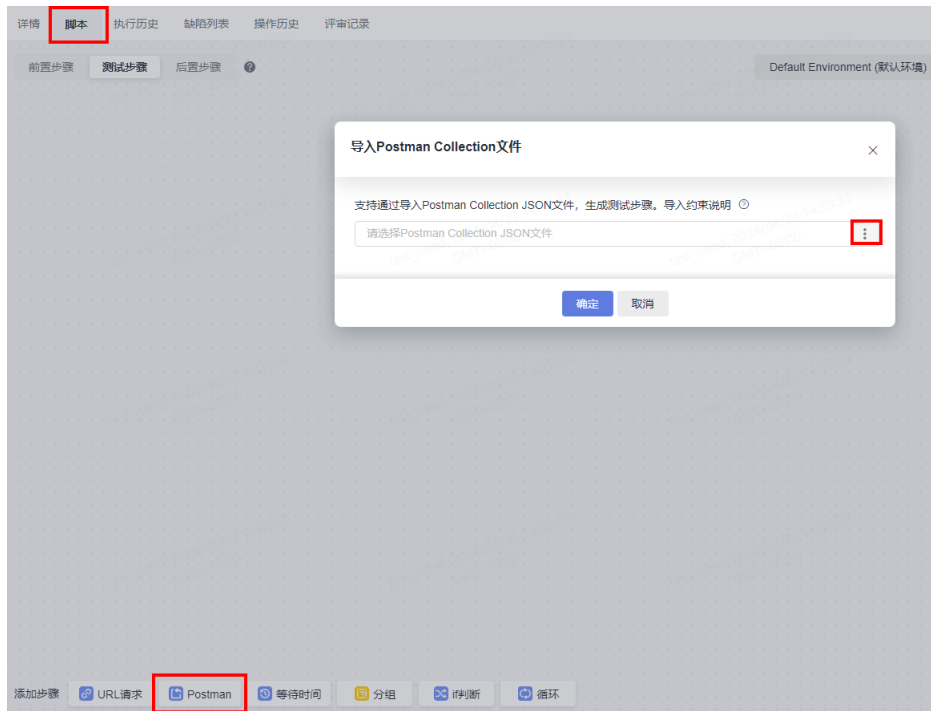 详情 脚本 执行历史 缺陷列表 操作历史 评审记录
前置步骤 测试步骤 后置步骤 Default Environment (默认环境)
导入Postman Collection文件
支持通过导入Postman Collection JSON文件，生成测试步骤。导入约束说明
请选择Postman Collection JSON文件
确定 取消
添加步骤 URL请求 Postman 等待时间 分组 if判断 循环